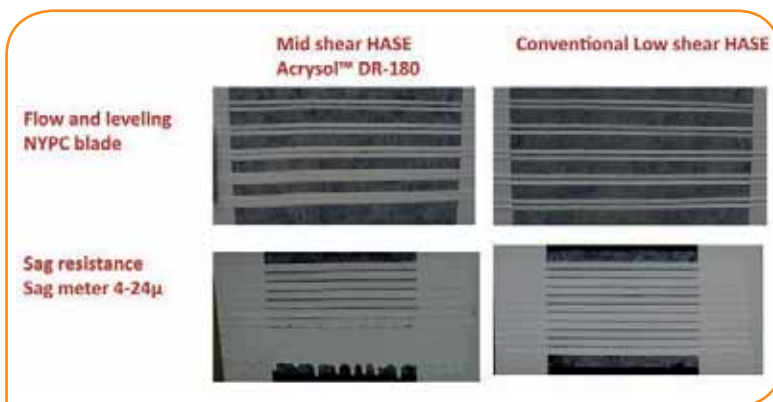 Mid shear HASE
Acrysol™ DR-180
Conventional Low shear HASE
Flow and leveling
NYPC blade
Sag resistance
Sag meter 4-24µ